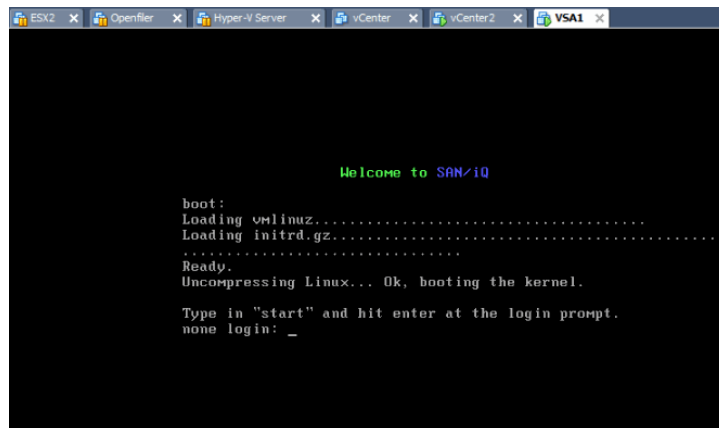 ESX2 Openfiler Hyper-V Server vCenter vCenter2 VSA1
Welcome to SAN/iQ
boot:
Loading vmlinuz......................................
Loading initrd.gz............................................
................................
Ready.
Uncompressing Linux... Ok, booting the kernel.
Type in "start" and hit enter at the login prompt.
none login: _